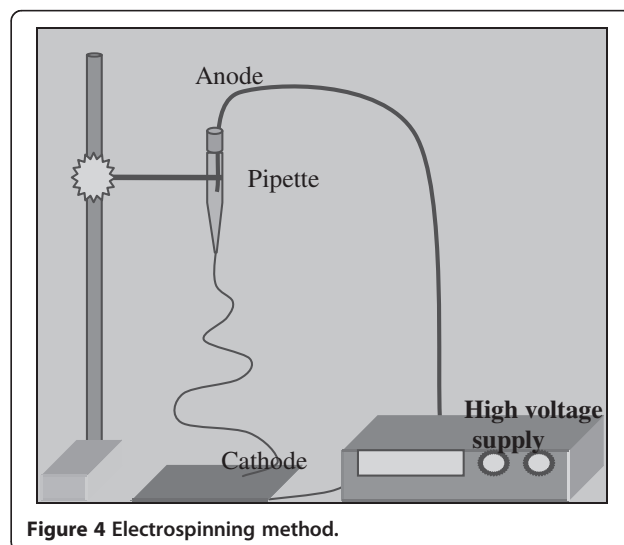 Anode
Pipette
High voltage
supply
Cathode
Figure 4 Electrospinning method.